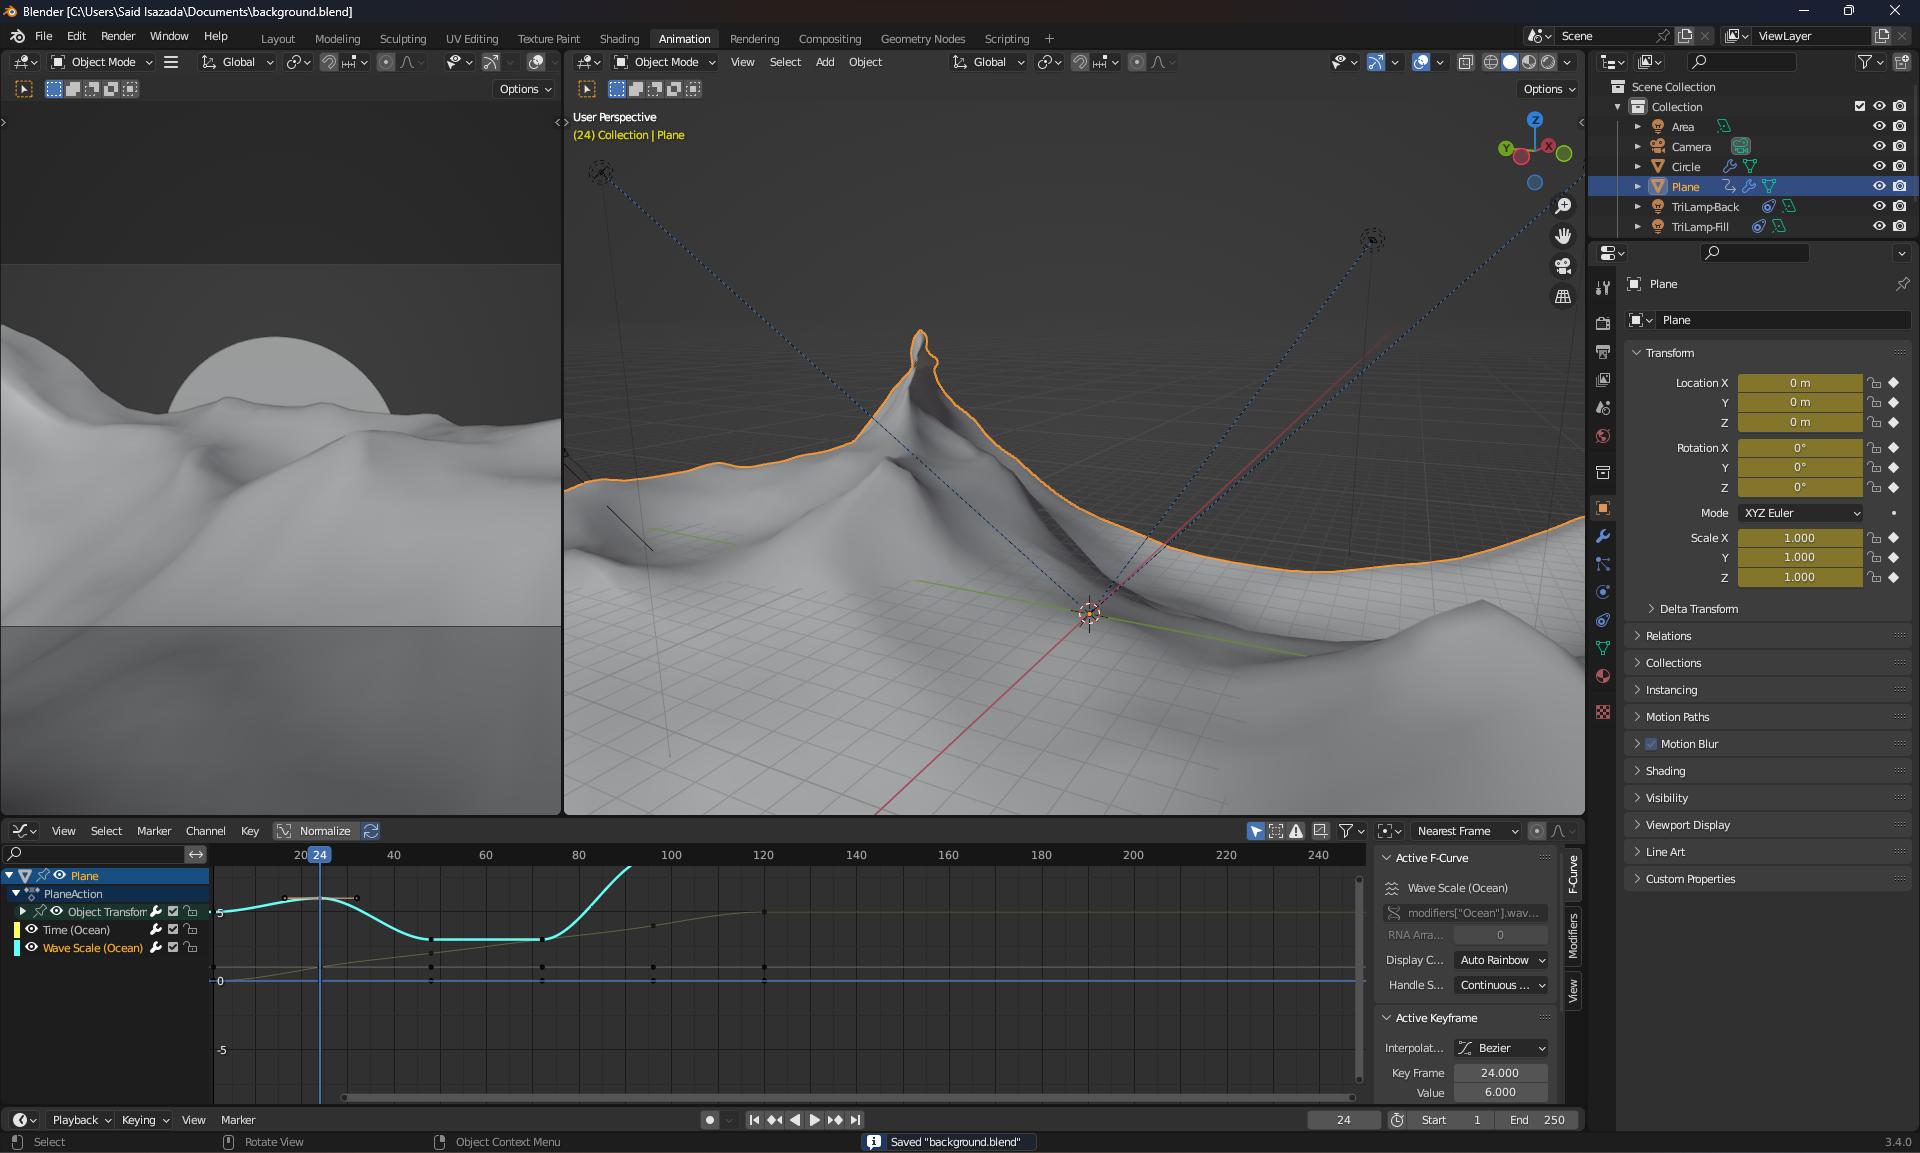 Blender [C:\Users\Said Isazada\Documents\background.blend]
File Edit Render Window Help Layout Modeling Sculpting UV Editing Texture Paint Shading Animation Rendering Compositing Geometry Nodes Scripting + Scene ViewLayer
Object Mode Global
Options
Object Mode View Select Add Object Global
Options
User Perspective
(24) Collection | Plane
Z
Y
X
Scene Collection
Collection
Area
Camera
Circle
Plane
TriLamp-Back
TriLamp-Fill
Plane
Plane
Transform
Location X 0 m
Y 0 m
Z 0 m
Rotation X 0°
Y 0°
Z 0°
Mode XYZ Euler
Scale X 1.000
Y 1.000
Z 1.000
Delta Transform
Relations
Collections
Instancing
Motion Paths
Motion Blur
Shading
Visibility
Viewport Display
Line Art
Custom Properties
View Select Marker Channel Key Normalize Nearest Frame
20 24 40 60 80 100 120 140 160 180 200 220 240
Plane
PlaneAction
Object Transfor
Time (Ocean)
Wave Scale (Ocean)
5
0
-5
Active F-Curve
Wave Scale (Ocean)
modifiers["Ocean"].wav...
RNA Arra... 0
Display C... Auto Rainbow
Handle S... Continuous ...
Active Keyframe
Interpolat... Bezier
Key Frame 24.000
Value 6.000
F-Curve
Modifiers
View
Playback Keying View Marker 24 Start 1 End 250
Select Rotate View Object Context Menu Saved "background.blend" 3.4.0